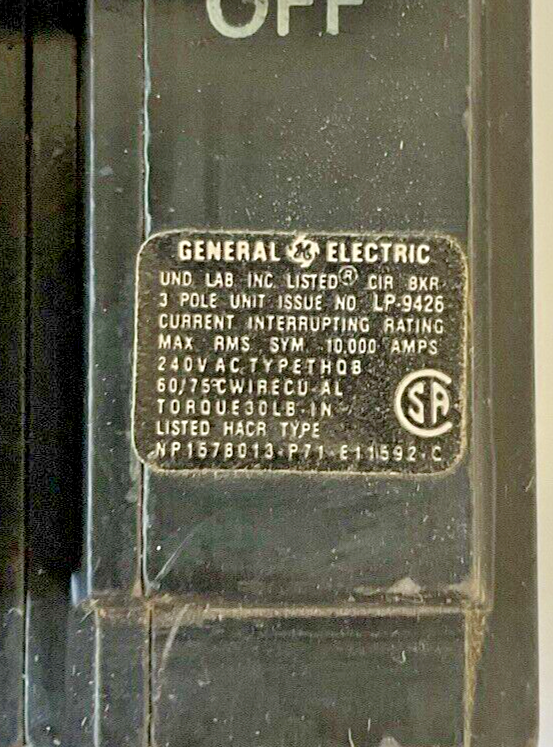 OFF
GENERAL GE ELECTRIC
UND. LAB. INC. LISTED® CIR. BKR.
3 POLE UNIT ISSUE NO. LP-9426
CURRENT INTERRUPTING RATING
MAX. RMS. SYM. 10,000 AMPS
240V AC, TYPE THQB
60/75°C WIRE CU-AL
TORQUE 30 LB-IN
LISTED HACR TYPE
SA
NP157B013-P71-E11592-C